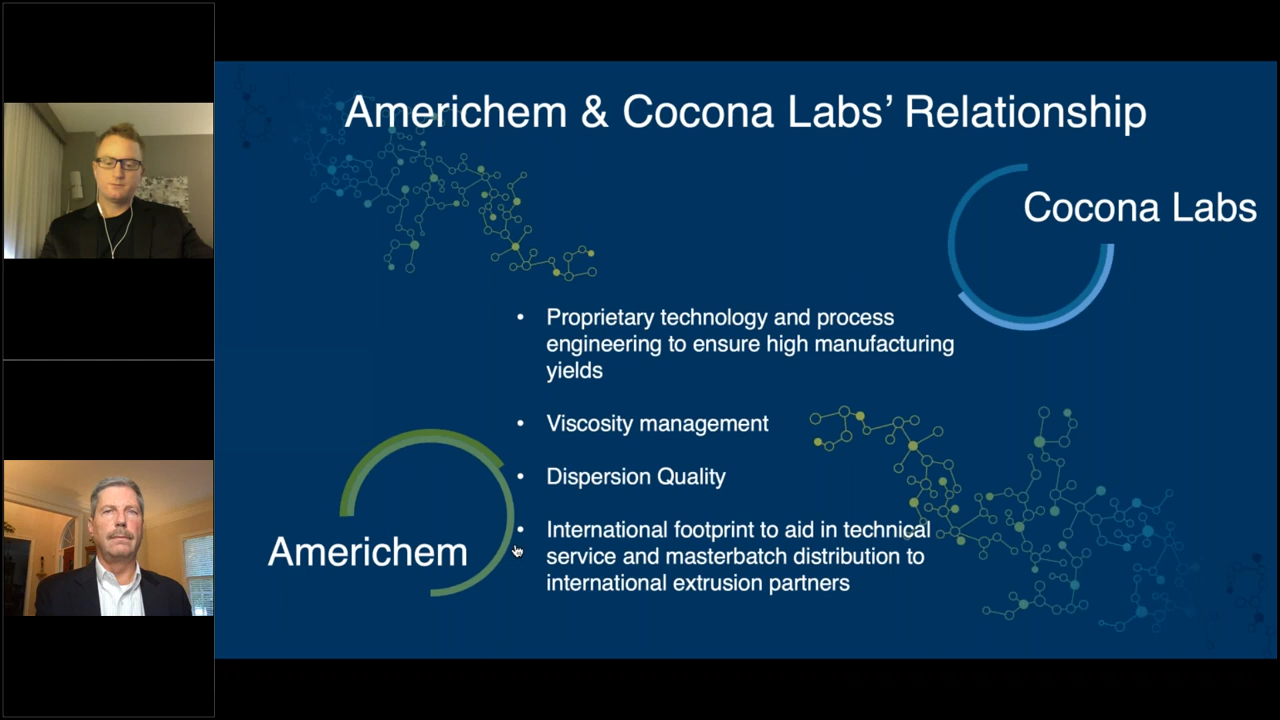 Americhem & Cocona Labs’ Relationship
Cocona Labs
• Proprietary technology and process
engineering to ensure high manufacturing
yields
• Viscosity management
• Dispersion Quality
• International footprint to aid in technical
service and masterbatch distribution to
international extrusion partners
Americhem